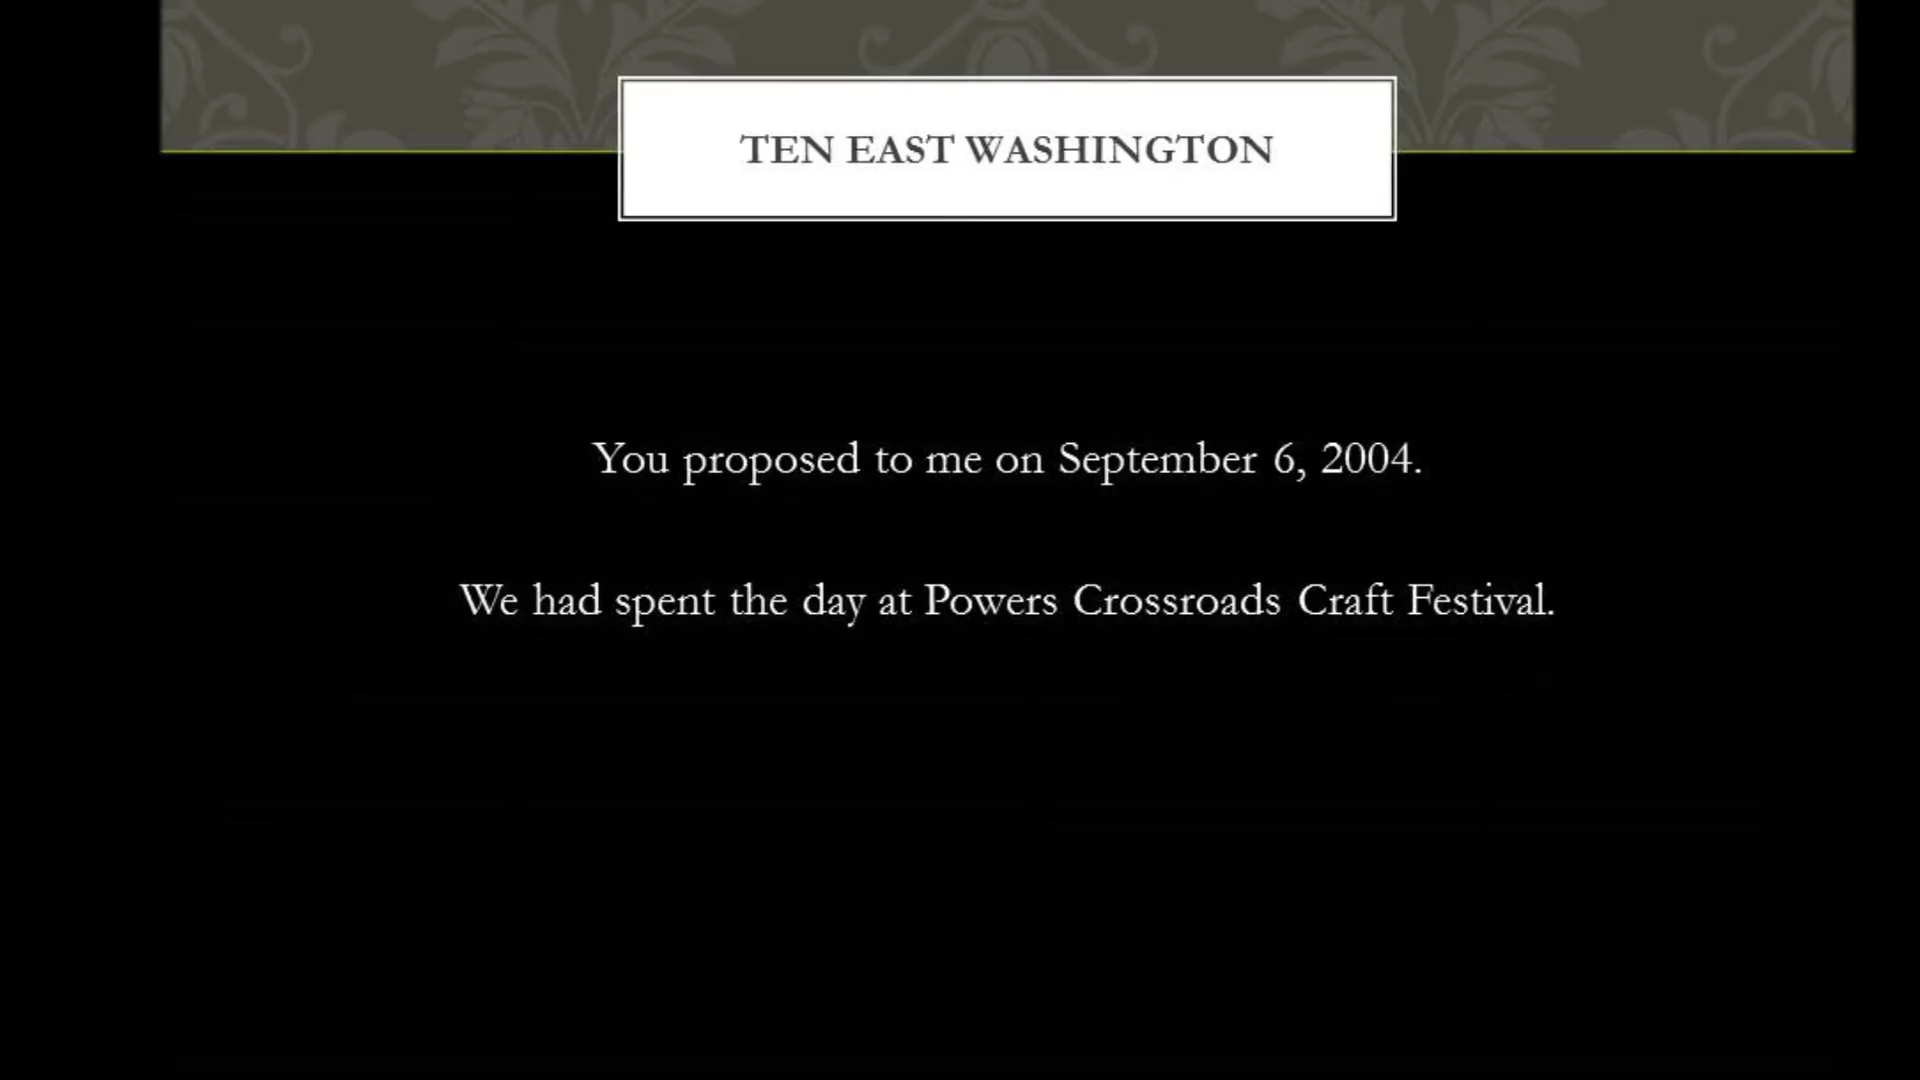 TEN EAST WASHINGTON
You proposed to me on September 6, 2004.
We had spent the day at Powers Crossroads Craft Festival.